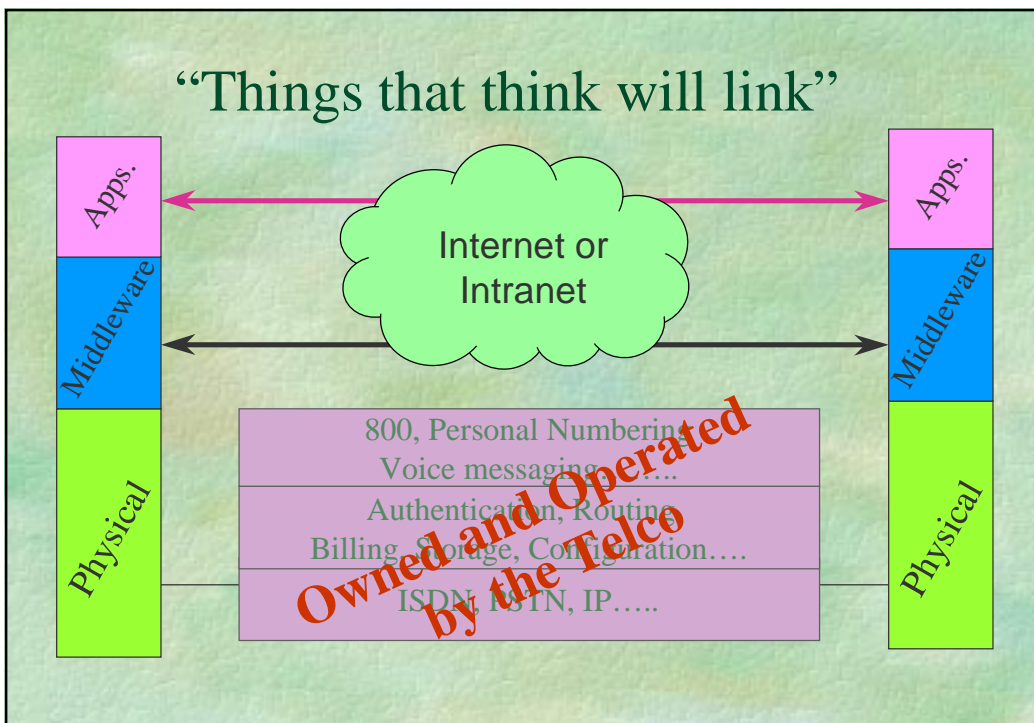 “Things that think will link”
Apps.
Middleware
Physical
Internet or
Intranet
800, Personal Numbering
Voice messaging……..
Authentication, Routing
Billing, Storage, Configuration….
ISDN, PSTN, IP…..
Owned and Operated
by the Telco
Apps.
Middleware
Physical